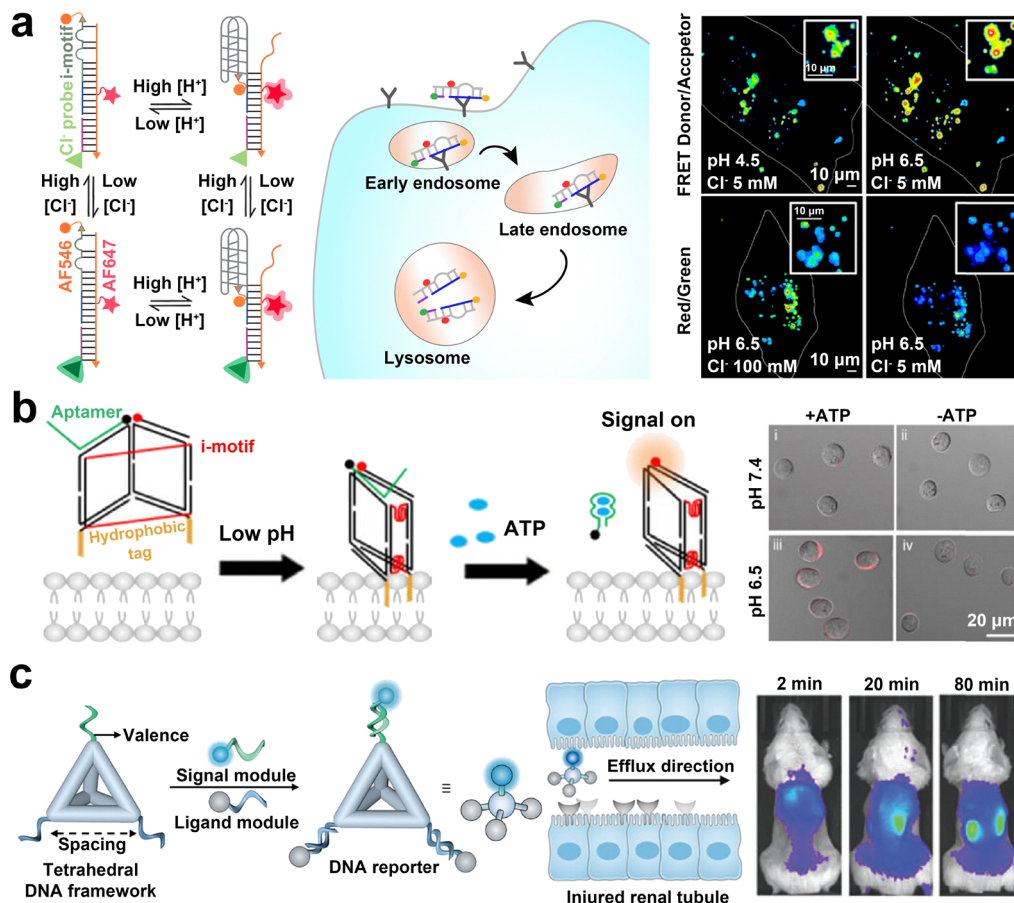 a
Cl⁻ probe i-motif
High [H⁺]
Low [H⁺]
High
[Cl⁻]
Low
[Cl⁻]
High
[Cl⁻]
Low
[Cl⁻]
AF546
AF647
High [H⁺]
Low [H⁺]
Early endosome
Late endosome
Lysosome
FRET Donor/Accpetor
10 μm
pH 4.5
Cl⁻ 5 mM
10 μm
pH 6.5
Cl⁻ 5 mM
Red/Green
10 μm
pH 6.5
Cl⁻ 100 mM
10 μm
pH 6.5
Cl⁻ 5 mM
b
Aptamer
i-motif
Hydrophobic
tag
Low pH
ATP
Signal on
+ATP
-ATP
pH 7.4
i
ii
pH 6.5
iii
iv
20 μm
c
Valence
Spacing
Tetrahedral
DNA framework
Signal module
Ligand module
≡
DNA reporter
Efflux direction
Injured renal tubule
2 min
20 min
80 min